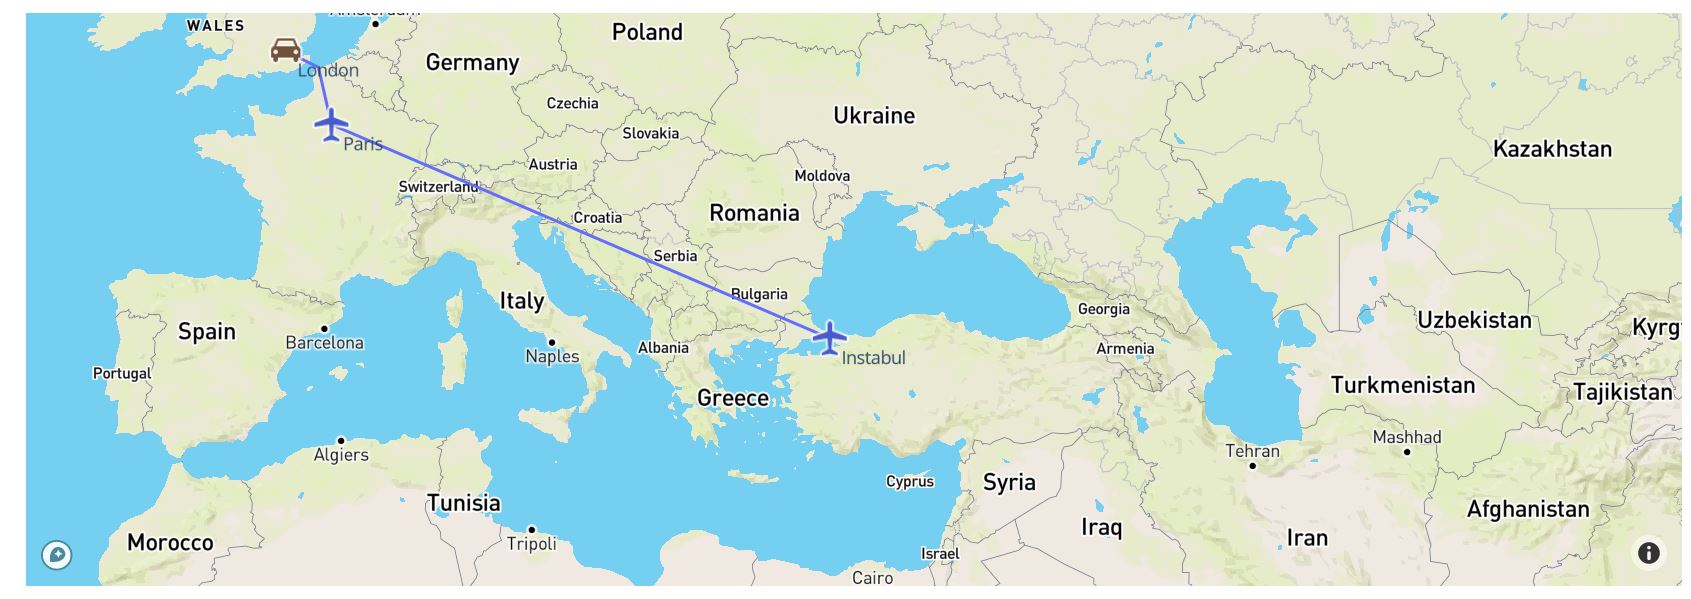 Amsterdam
WALES
Poland
Germany
London
Czechia
Ukraine
Slovakia
Paris
Kazakhstan
Austria
Moldova
Switzerland
Romania
Croatia
Serbia
Bulgaria
Italy
Georgia
Uzbekistan
Kyrg
Spain
Barcelona
Albania
Armenia
Naples
Instabul
Portugal
Turkmenistan
Tajikistan
Greece
Mashhad
Algiers
Tehran
Cyprus
Syria
Tunisia
Afghanistan
Iraq
Iran
Morocco
Tripoli
Israel
Cairo